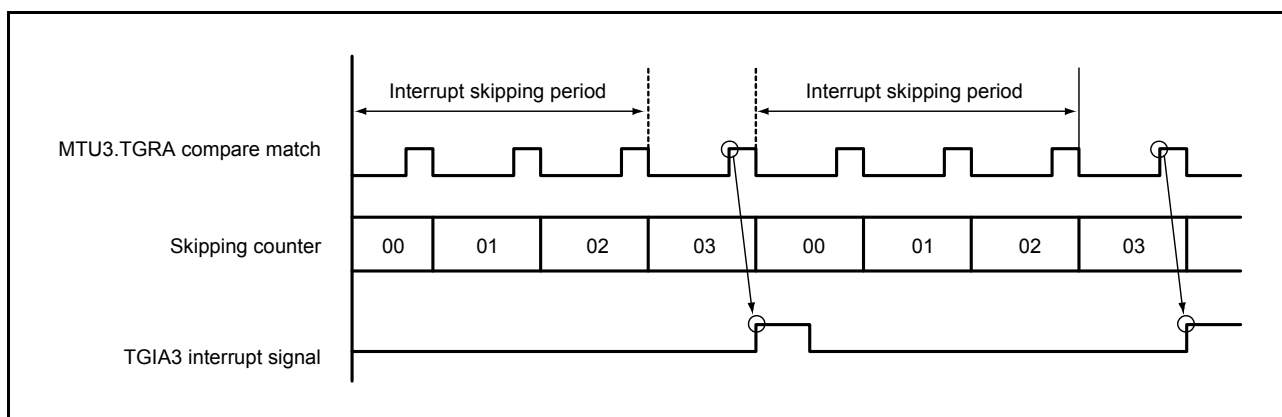 Interrupt skipping period Interrupt skipping period
MTU3.TGRA compare match
Skipping counter 00 01 02 03 00 01 02 03
TGIA3 interrupt signal